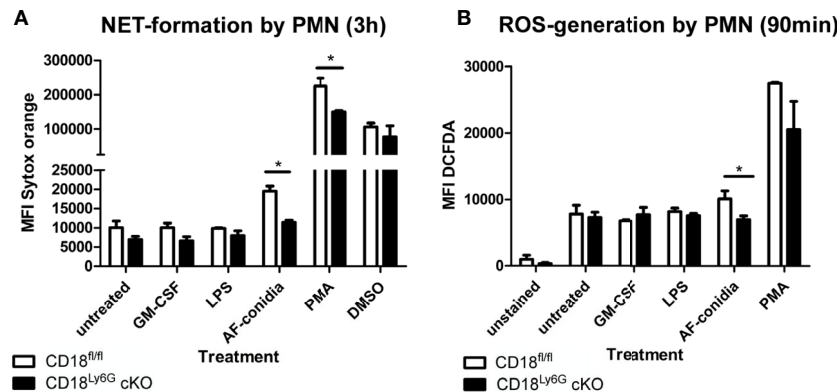 A
NET-formation by PMN (3h)
*
300000
200000
100000
25000
20000
15000
10000
5000
0
*
MFI Sytox orange
untreated
GM-CSF
LPS
AF-conidia
PMA
DMSO
Treatment
CD18fl/fl
CD18Ly6G cKO
B
ROS-generation by PMN (90min)
30000
20000
10000
0
*
MFI DCFDA
unstained
untreated
GM-CSF
LPS
AF-conidia
PMA
Treatment
CD18fl/fl
CD18Ly6G cKO